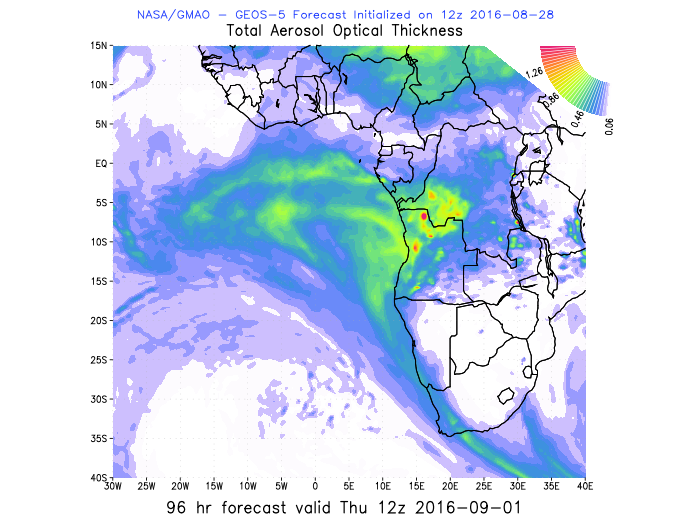 NASA/GMAO - GEOS-5 Forecast Initialized on 12z 2016-08-28
Total Aerosol Optical Thickness
15N
10N
5N
EQ
5S
10S
15S
20S
25S
30S
35S
40S
30W 25W 20W 15W 10W 5W 0 5E 10E 15E 20E 25E 30E 35E 40E
1.26
0.86
0.46
0.06
96 hr forecast valid Thu 12z 2016-09-01